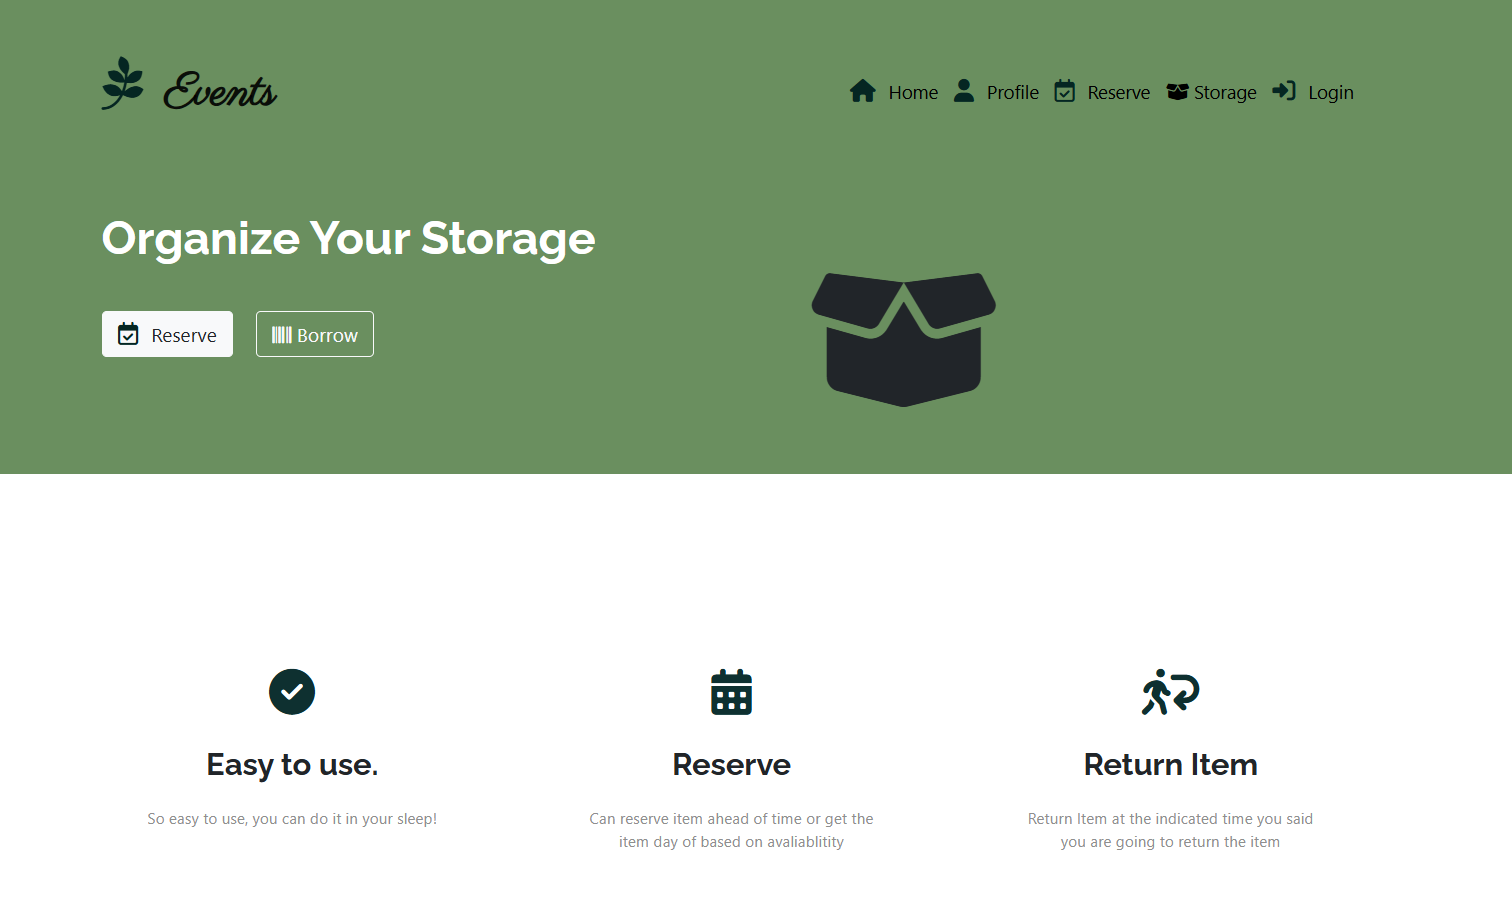 Events
Home Profile Reserve Storage Login
Organize Your Storage
Reserve Borrow
Easy to use.
So easy to use, you can do it in your sleep!
Reserve
Can reserve item ahead of time or get the
item day of based on avaliablitity
Return Item
Return Item at the indicated time you said
you are going to return the item